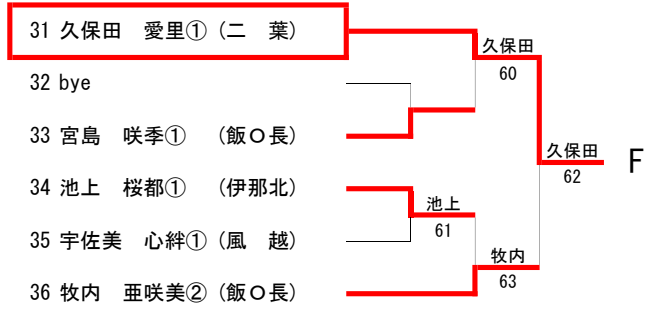 31 久保田　愛里① (二　葉)
久保田
60
32 bye
33 宮島　咲季①　(飯O長)
久保田
62
F
34 池上　桜都①　(伊那北)
池上
61
35 宇佐美　心絆① (風　越)
牧内
63
36 牧内　亜咲美② (飯O長)